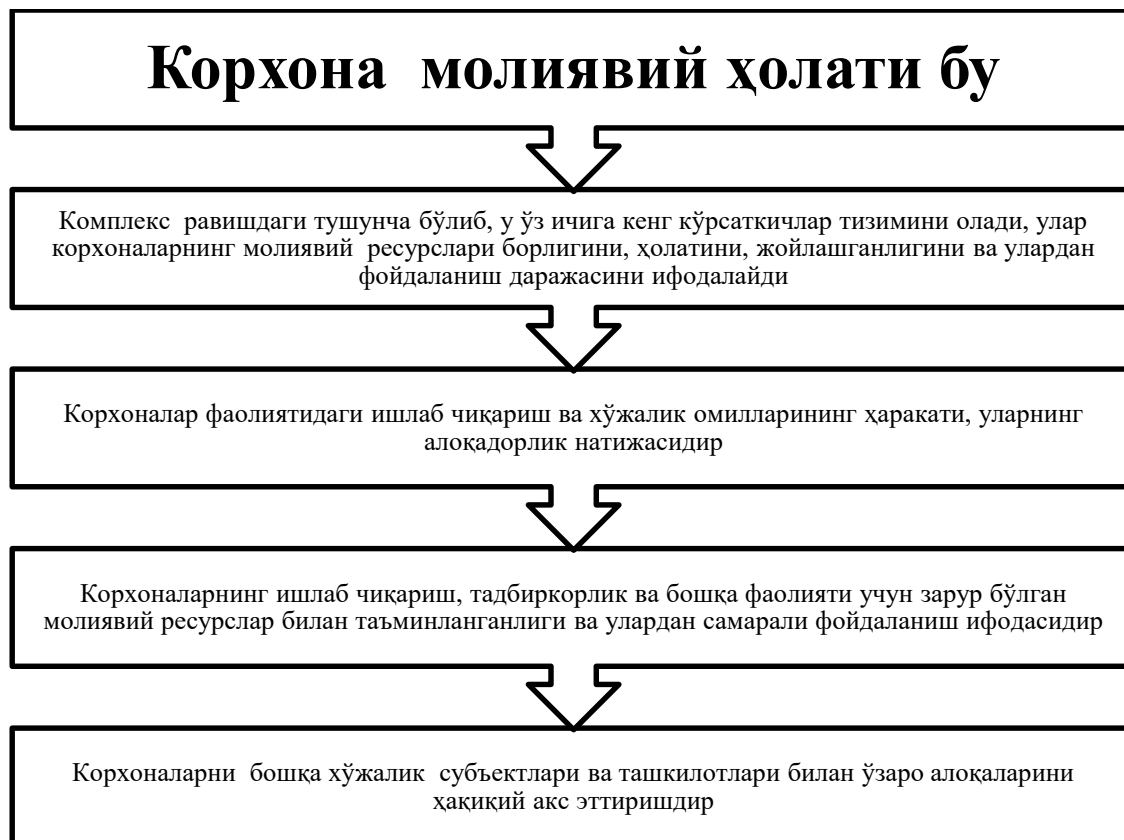 Корхона молиявий ҳолати бу
Комплекс равишдаги тушунча бўлиб, у ўз ичига кенг кўрсаткичлар тизимини олади, улар
корхоналарнинг молиявий ресурслари борлигини, ҳолатини, жойлашганлигини ва улардан
фойдаланиш даражасини ифодалайди
Корхоналар фаолиятидаги ишлаб чиқариш ва хўжалик омилларининг ҳаракати, уларнинг
алоқадорлик натижасидир
Корхоналарнинг ишлаб чиқариш, тадбиркорлик ва бошқа фаолияти учун зарур бўлган
молиявий ресурслар билан таъминланганлиги ва улардан самарали фойдаланиш ифодасидир
Корхоналарни бошқа хўжалик субъектлари ва ташкилотлари билан ўзаро алоқаларини
ҳақиқий акс эттиришдир